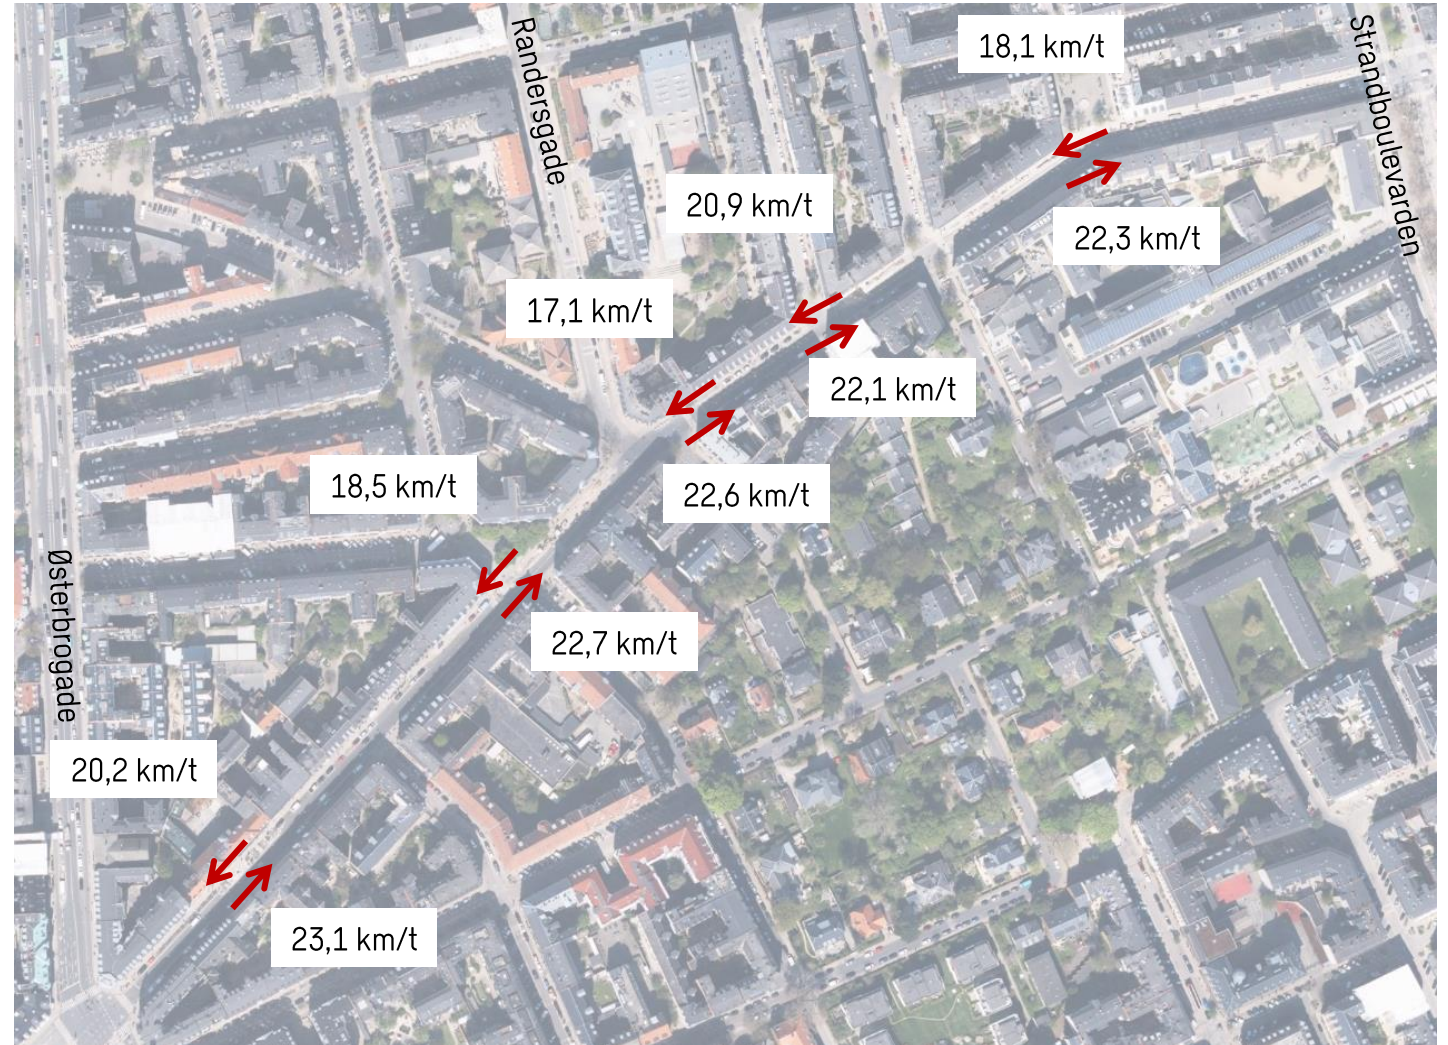 Randersgade
18,1 km/t
Strandboulevarden
20,9 km/t
22,3 km/t
17,1 km/t
22,1 km/t
18,5 km/t
22,6 km/t
Østerbrogade
22,7 km/t
20,2 km/t
23,1 km/t